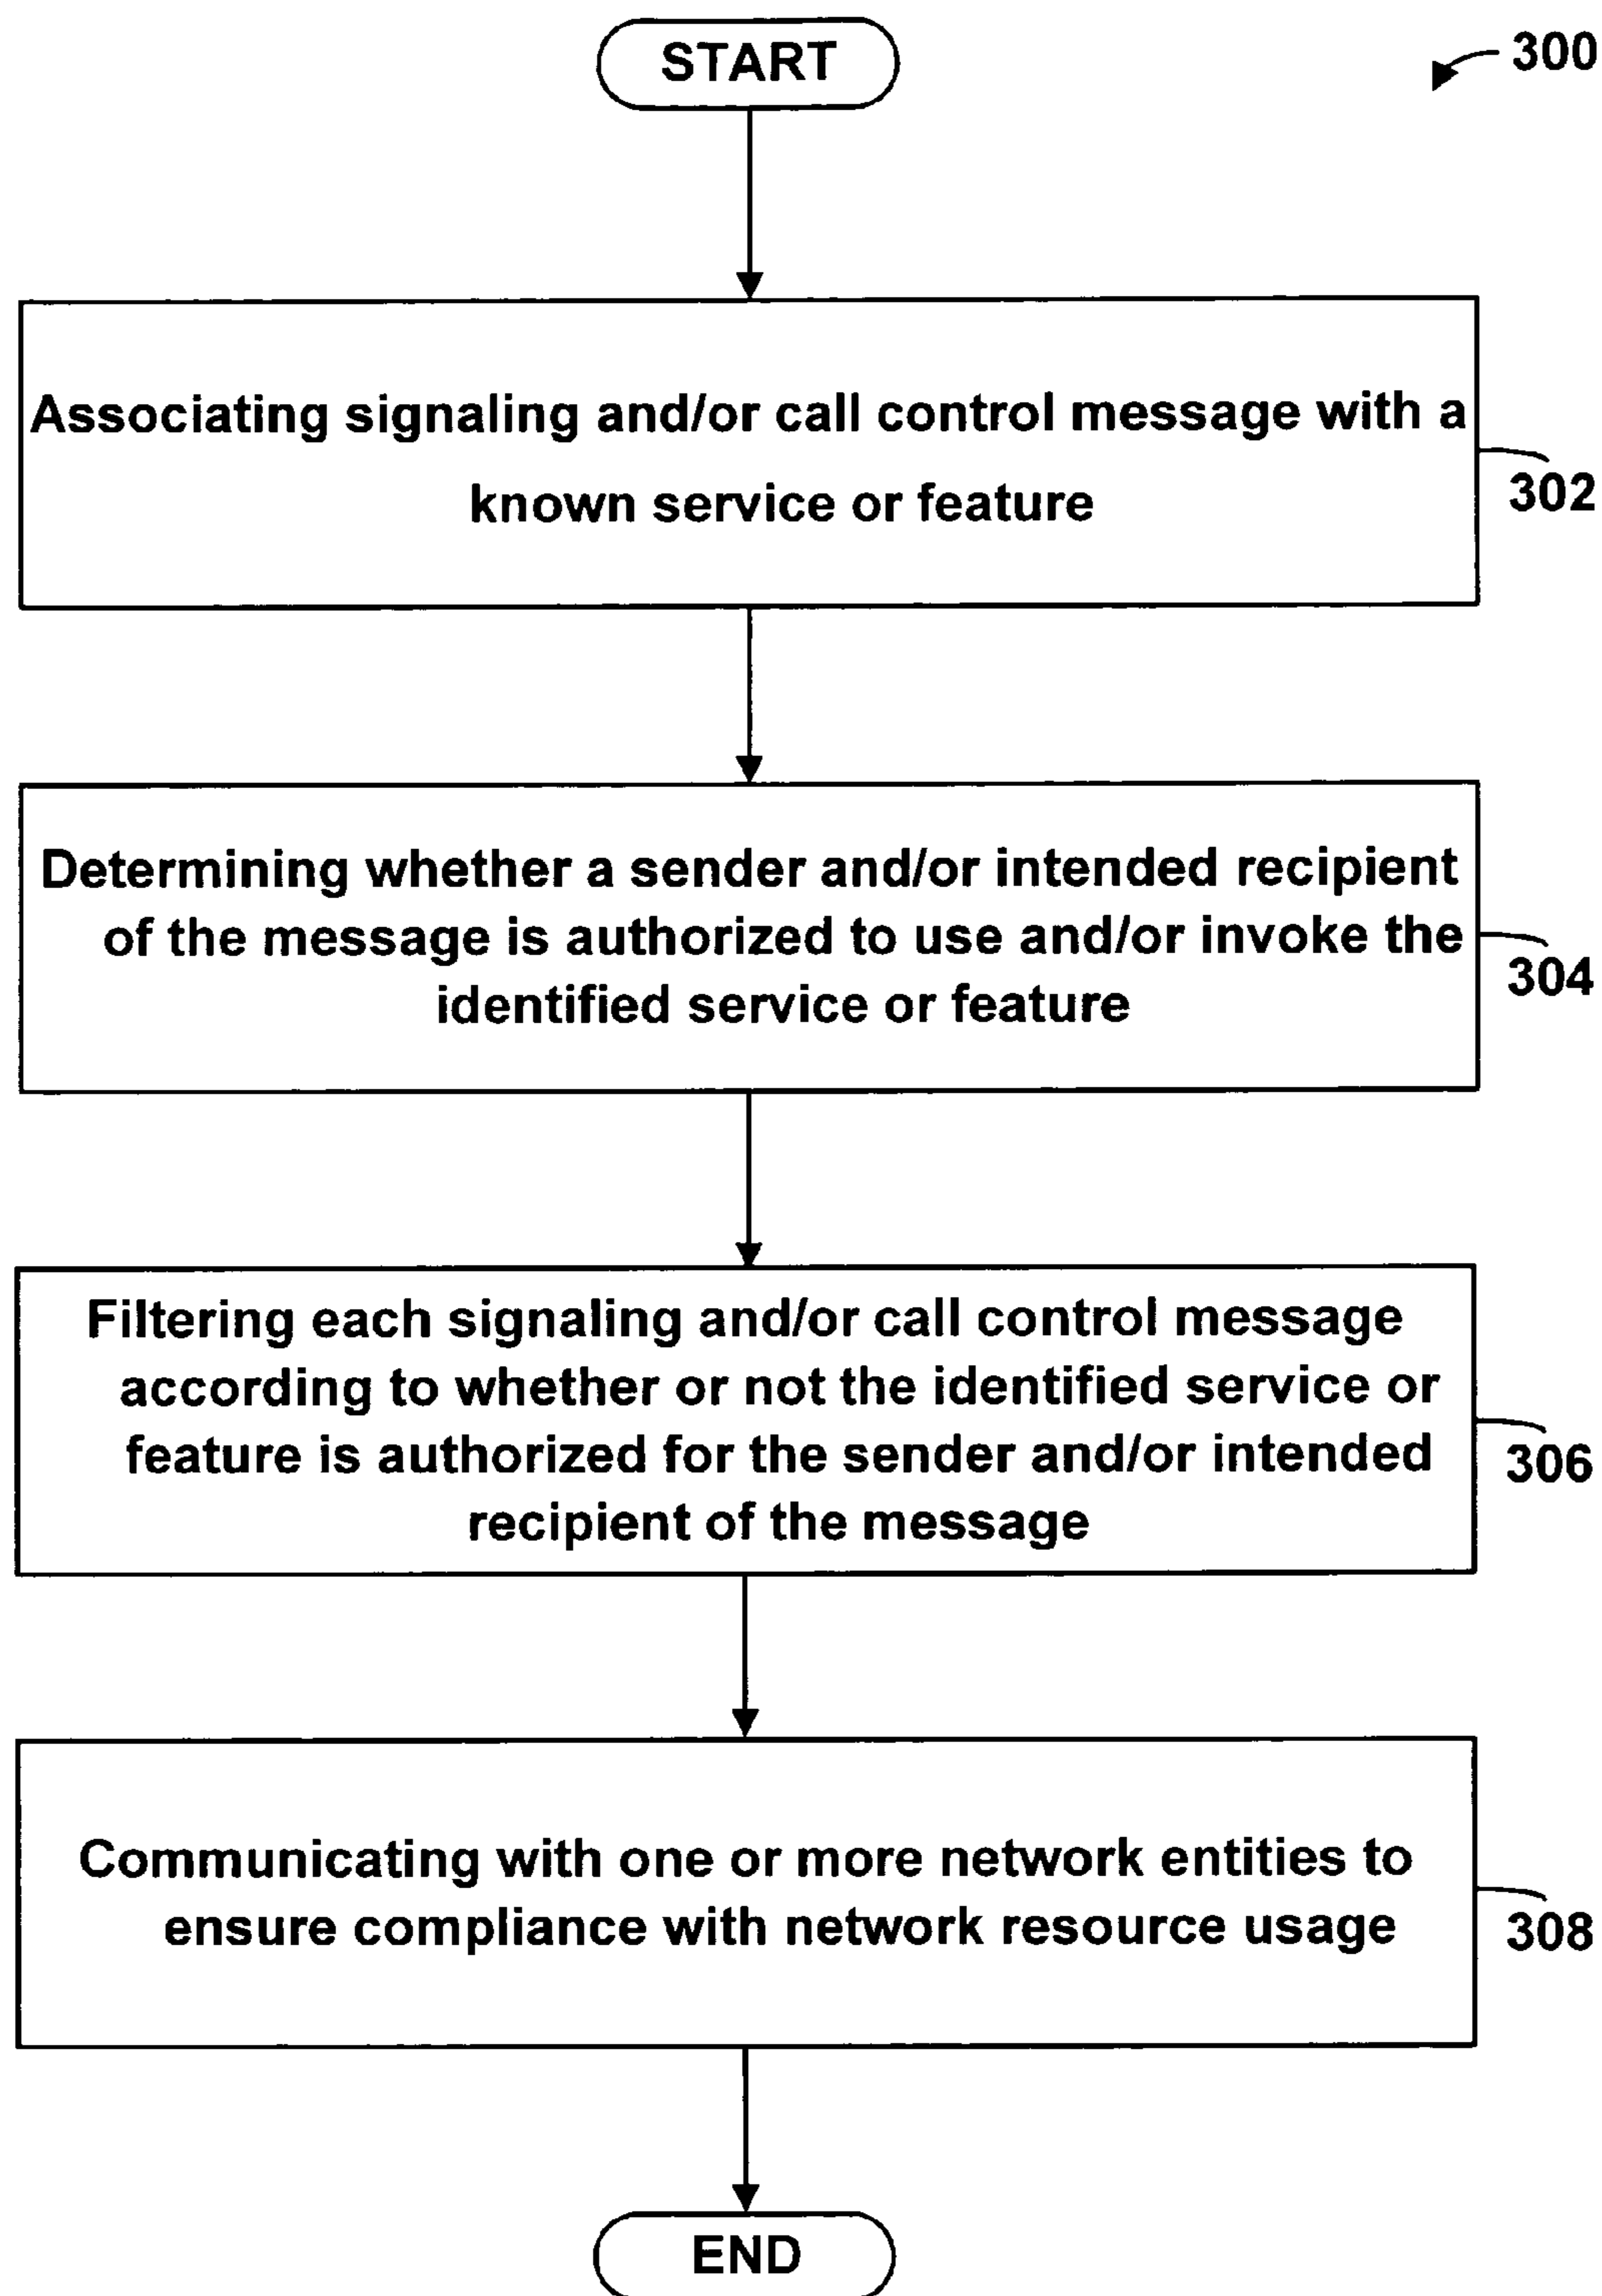 START
300
Associating signaling and/or call control message with a
known service or feature
302
Determining whether a sender and/or intended recipient
of the message is authorized to use and/or invoke the
identified service or feature
304
Filtering each signaling and/or call control message
according to whether or not the identified service or
feature is authorized for the sender and/or intended
recipient of the message
306
Communicating with one or more network entities to
ensure compliance with network resource usage
308
END